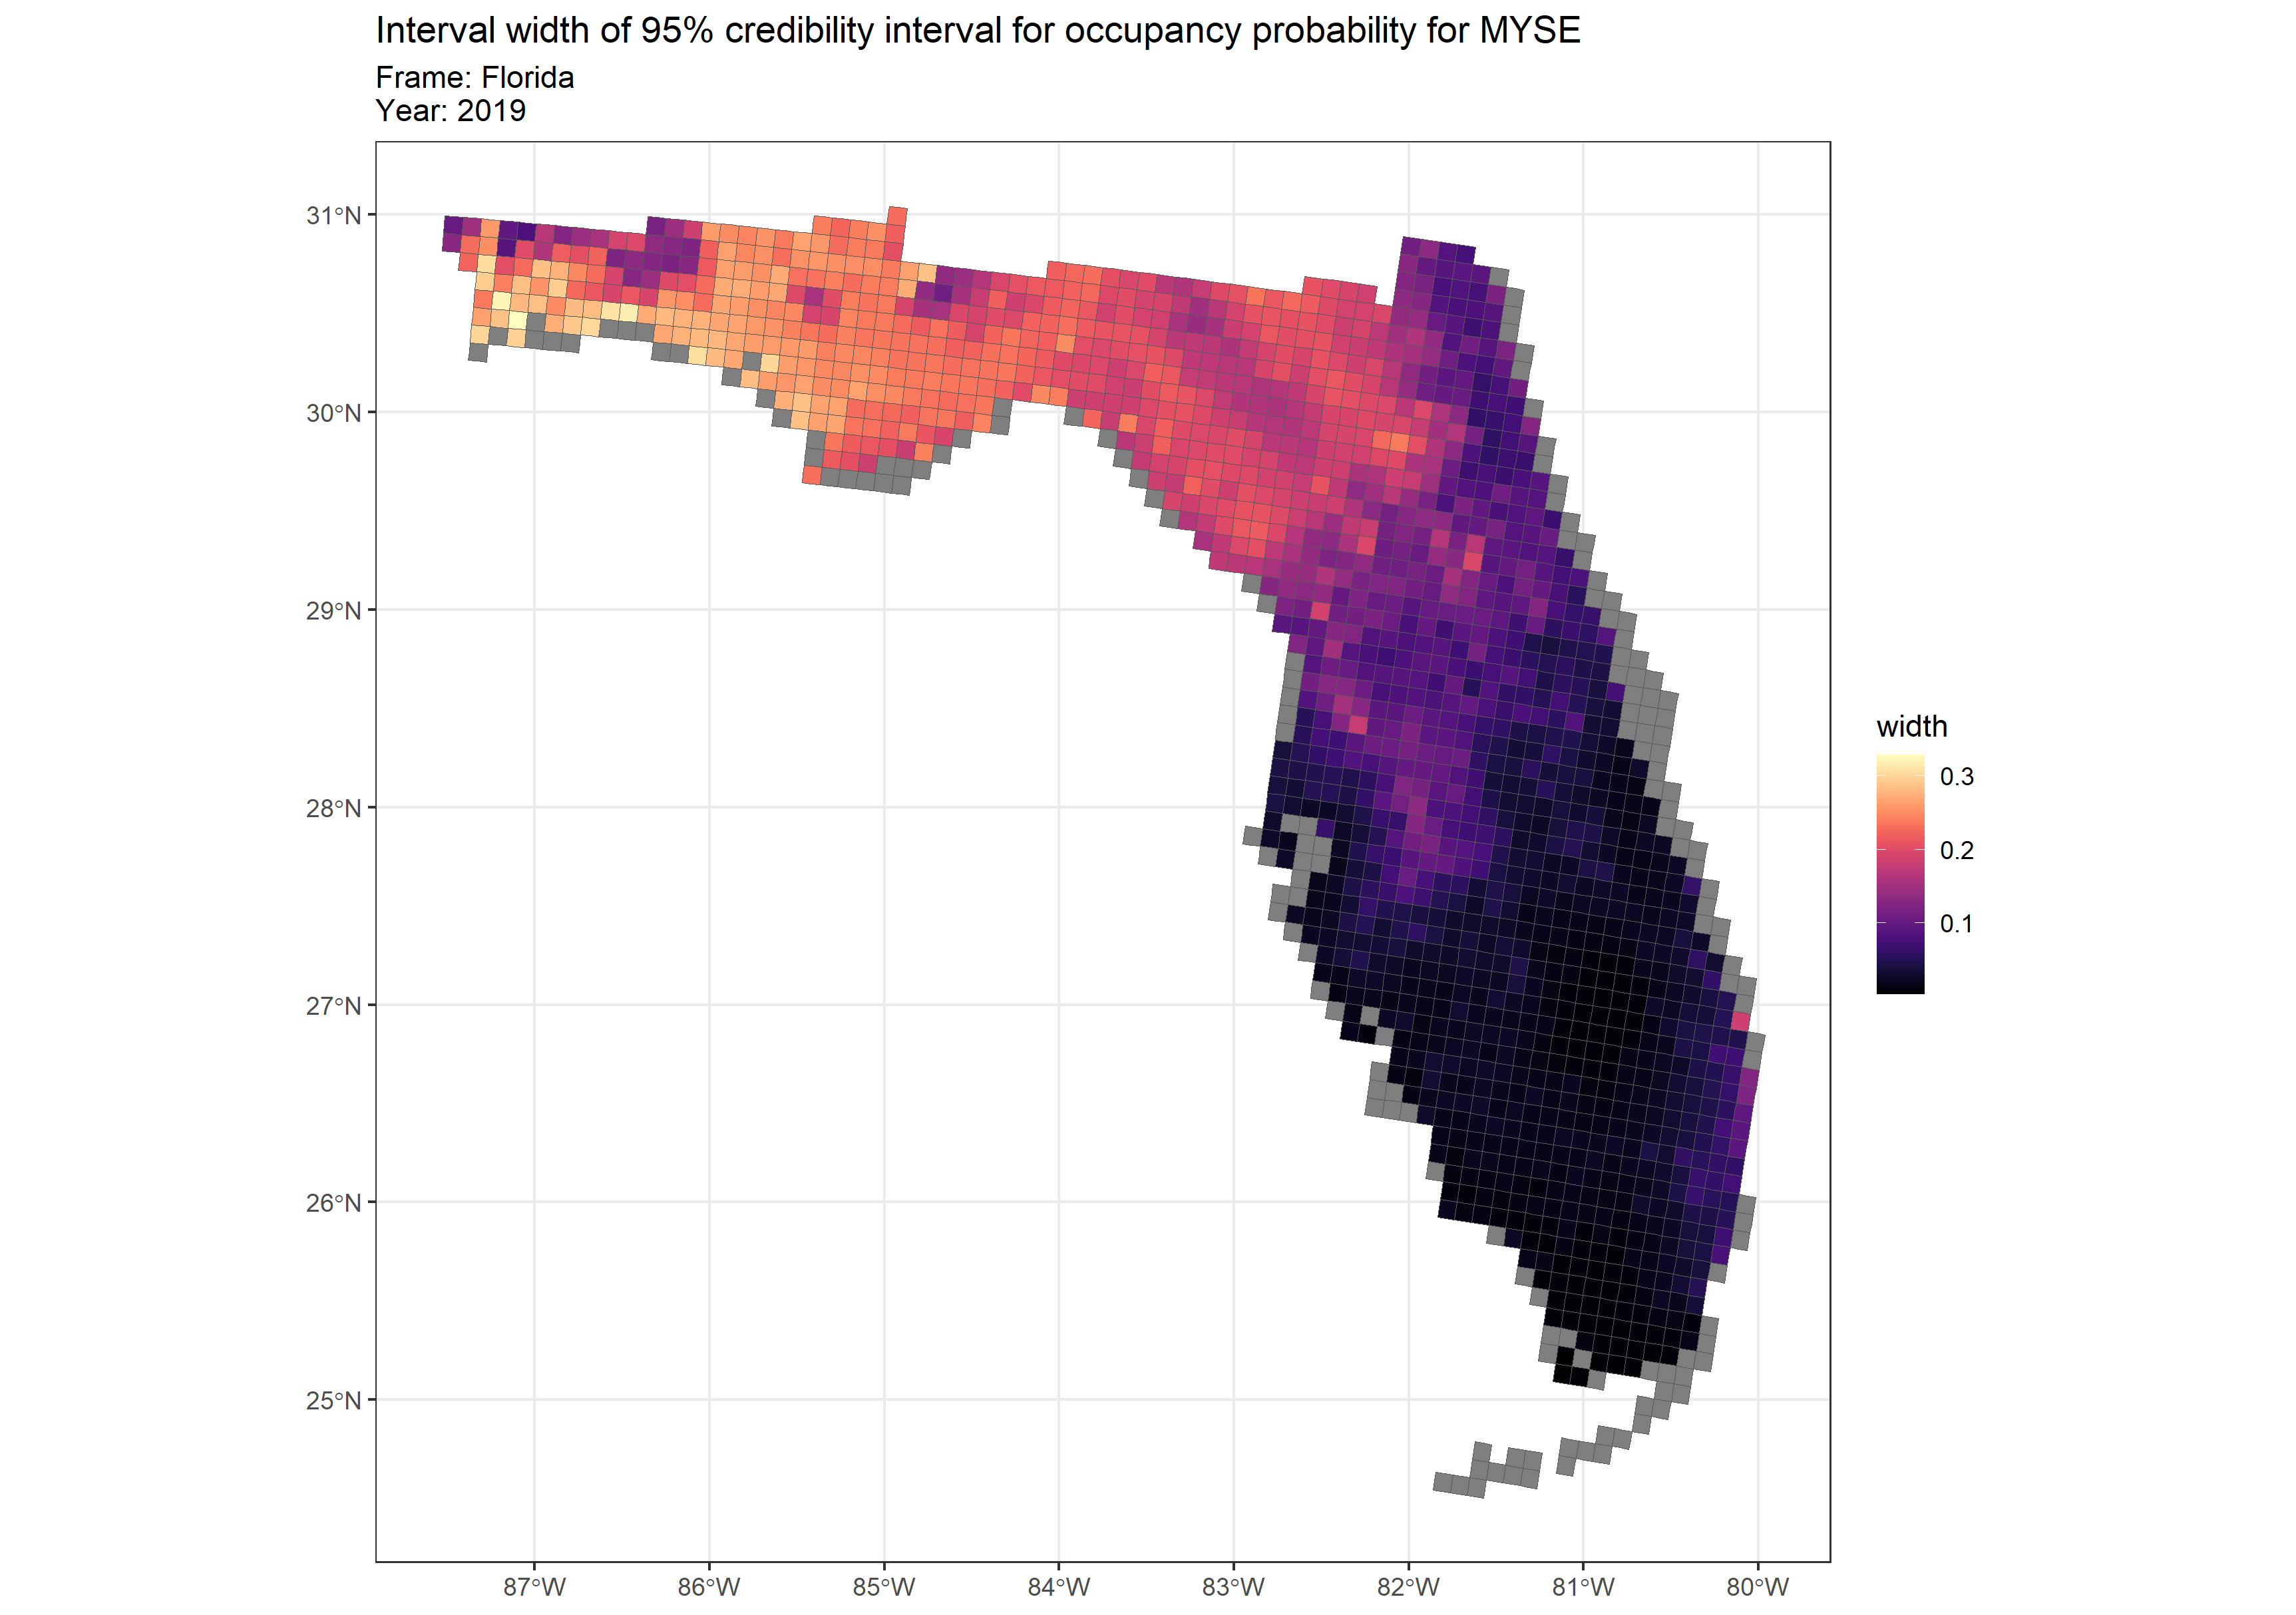 Interval width of 95% credibility interval for occupancy probability for MYSE
Frame: Florida
Year: 2019
31°N
30°N
29°N
28°N
27°N
26°N
25°N
87°W
86°W
85°W
84°W
83°W
82°W
81°W
80°W
width
0.3
0.2
0.1